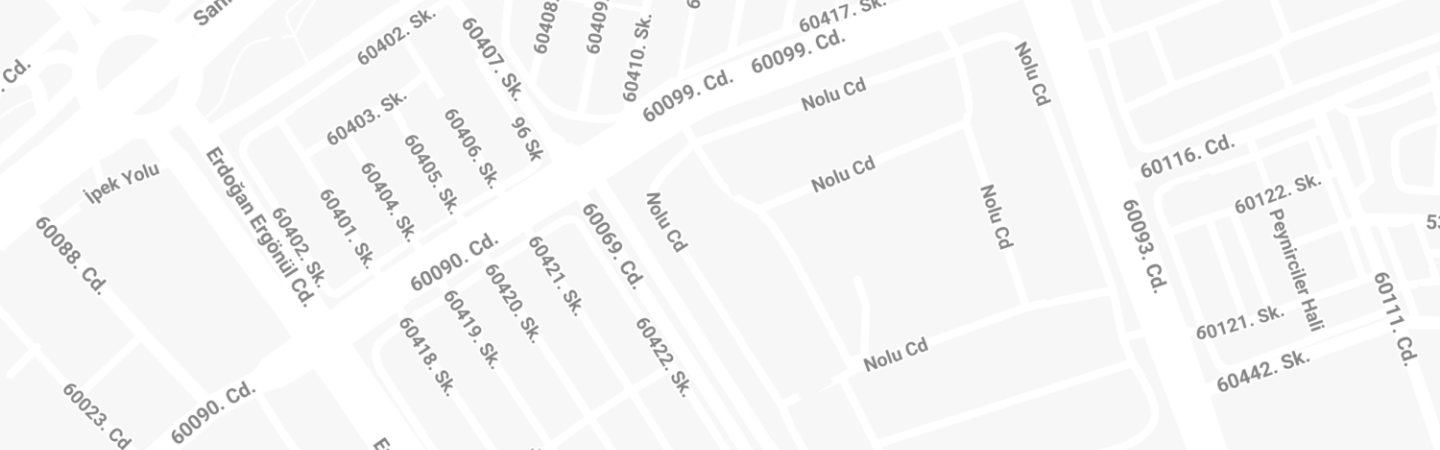 San
60402. Sk.
60407. Sk.
60408.
60409
60410. Sk.
60417. Sk.
60099. Cd.
60099. Cd.
. Cd.
Nolu Cd
Nolu Cd
60403. Sk.
60406. Sk.
96 Sk
60405. Sk.
60404. Sk.
60116. Cd.
İpek Yolu
Erdoğan Ergönül Cd.
60401. Sk.
60402. Sk.
Nolu Cd
Nolu Cd
Nolu Cd
60122. Sk.
60088. Cd.
60090. Cd.
60069. Cd.
60421. Sk.
60420. Sk.
60419. Sk.
60418. Sk.
60422. Sk.
60093. Cd.
Peynirciler Hali
60111. Cd.
60121. Sk.
60442. Sk.
Nolu Cd
60023. Cd
60090. Cd.